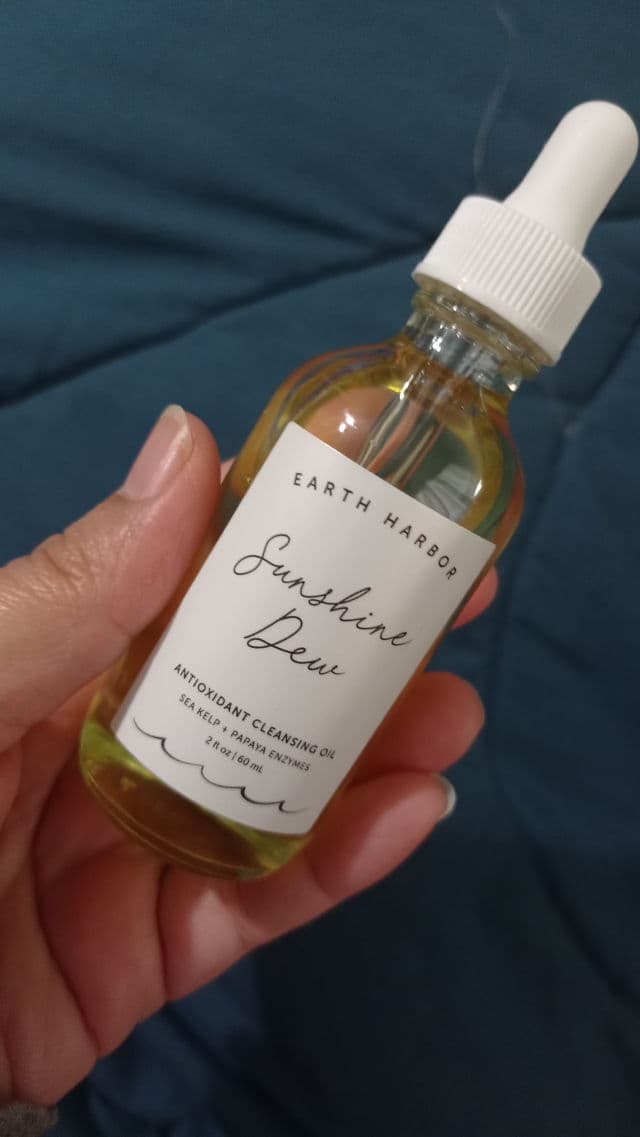 EARTH HARBOR
Sunshine
Dew
ANTIOXIDANT CLEANSING OIL
SEA KELP + PAPAYA ENZYMES
2 fl oz | 60 mL